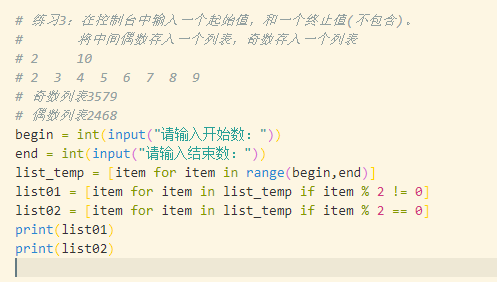 # 练习3：在控制台中输入一个起始值，和一个终止值(不包含)。
#       将中间偶数存入一个列表，奇数存入一个列表
# 2     10
# 2  3  4  5  6  7  8  9
# 奇数列表3579
# 偶数列表2468
begin = int(input("请输入开始数："))
end = int(input("请输入结束数："))
list_temp = [item for item in range(begin,end)]
list01 = [item for item in list_temp if item % 2 != 0]
list02 = [item for item in list_temp if item % 2 == 0]
print(list01)
print(list02)